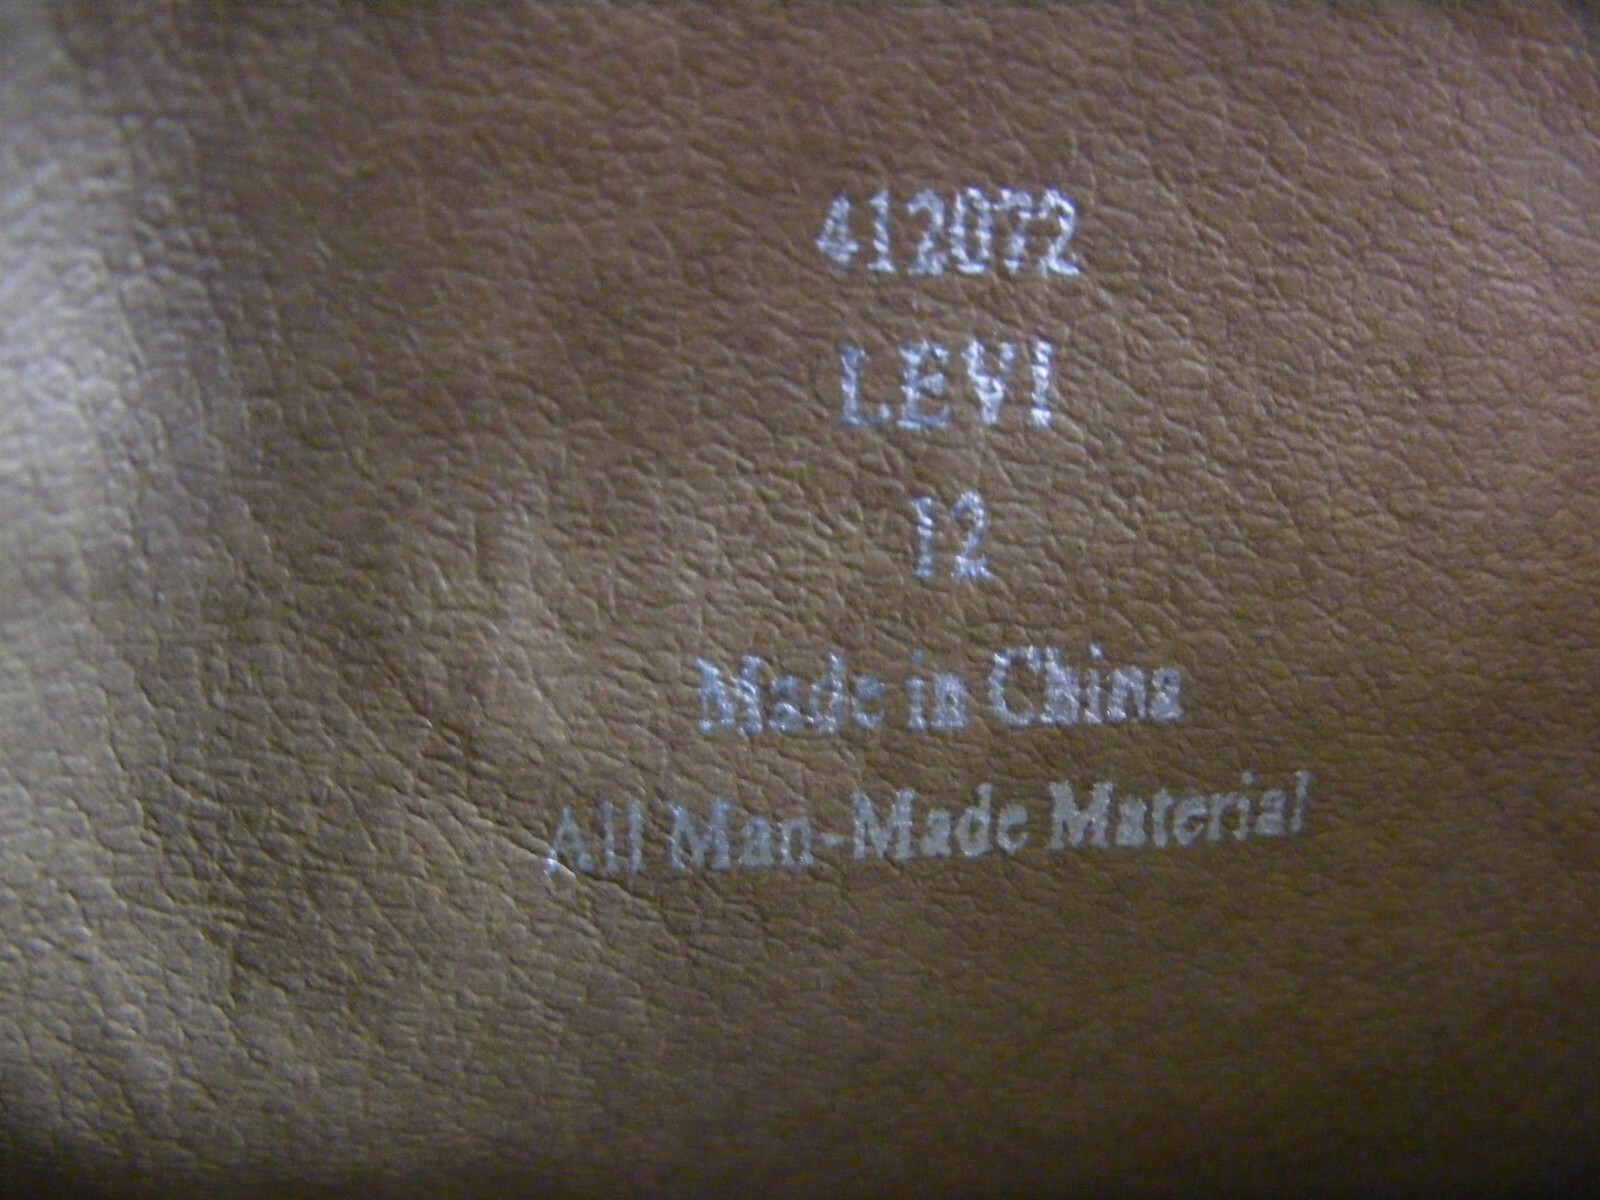 412072
LEVI
12
Made in China
All Man-Made Material